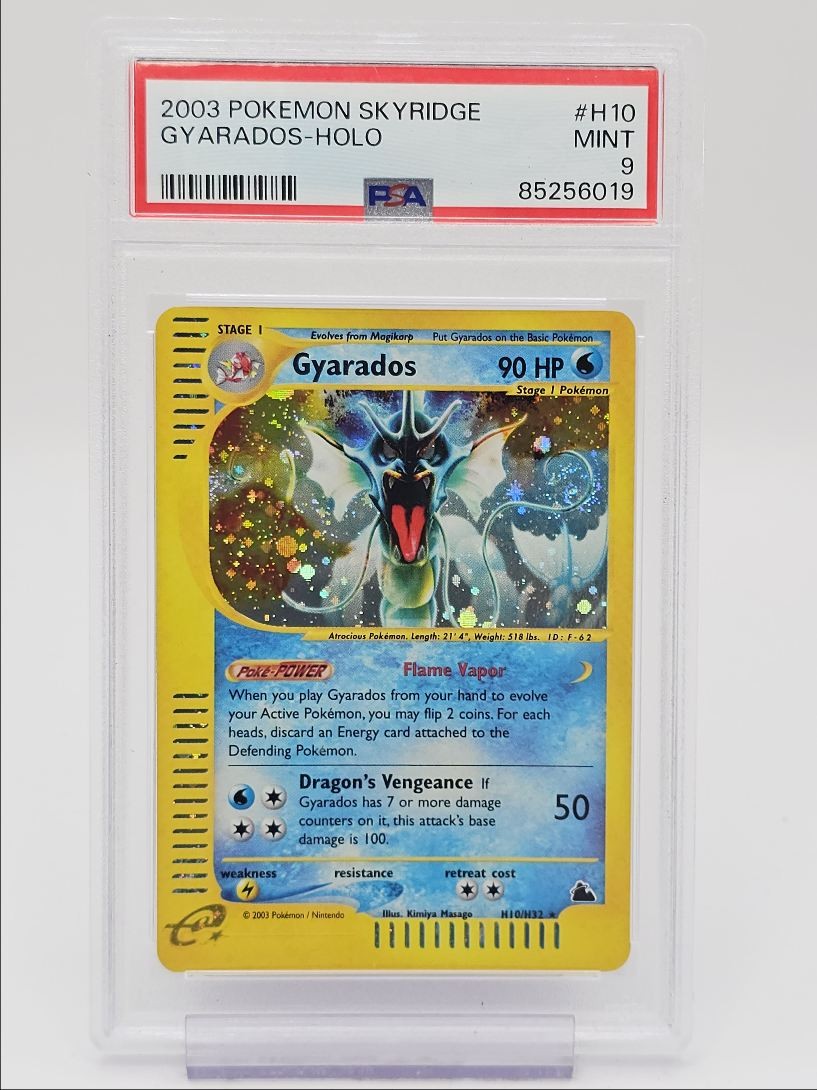 2003 POKEMON SKYRIDGE #H10
GYARADOS-HOLO MINT
9
PSA 85256019
STAGE 1 Evolves from Magikarp Put Gyarados on the Basic Pokémon
Gyarados 90 HP
Stage 1 Pokémon
Atrocious Pokémon. Length: 21' 4", Weight: 518 lbs. ID: F-62
Poké-POWER Flame Vapor
When you play Gyarados from your hand to evolve
your Active Pokémon, you may flip 2 coins. For each
heads, discard an Energy card attached to the
Defending Pokémon.
Dragon's Vengeance If
Gyarados has 7 or more damage 50
counters on it, this attack's base
damage is 100.
weakness resistance retreat cost
e © 2003 Pokémon / Nintendo Illus. Kimiya Masago H10/H32 ★